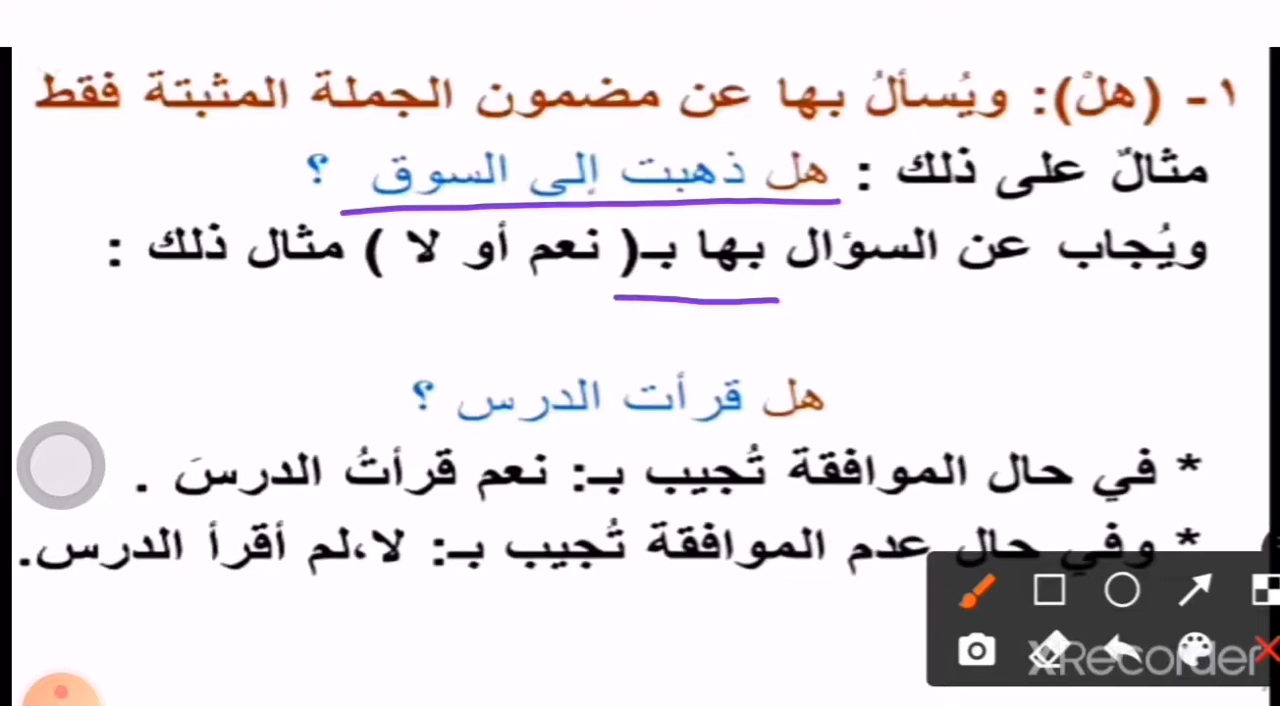 ١- (هلْ): ويُسألُ بها عن مضمون الجملة المثبتة فقط
مثالٌ على ذلك : هل ذهبت إلى السوق ؟
ويُجاب عن السؤال بها بـ( نعم أو لا ) مثال ذلك :
هل قرأت الدرس ؟
* في حال الموافقة تُجيب بـ: نعم قرأتُ الدرسَ .
* وفي حال عدم الموافقة تُجيب بـ: لا،لم أقرأ الدرس.
XRecorder